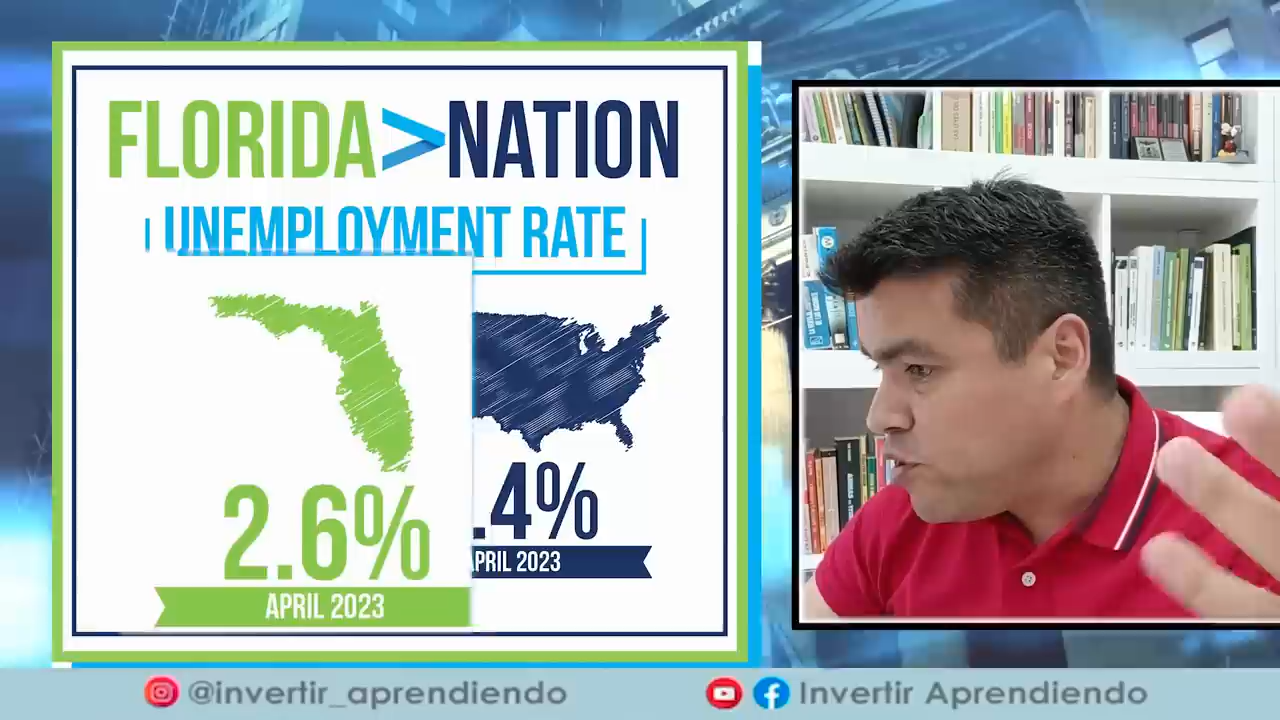 FLORIDA>NATION
UNEMPLOYMENT RATE
2.6%
APRIL 2023
.4%
APRIL 2023
@invertir_aprendiendo
Invertir Aprendiendo